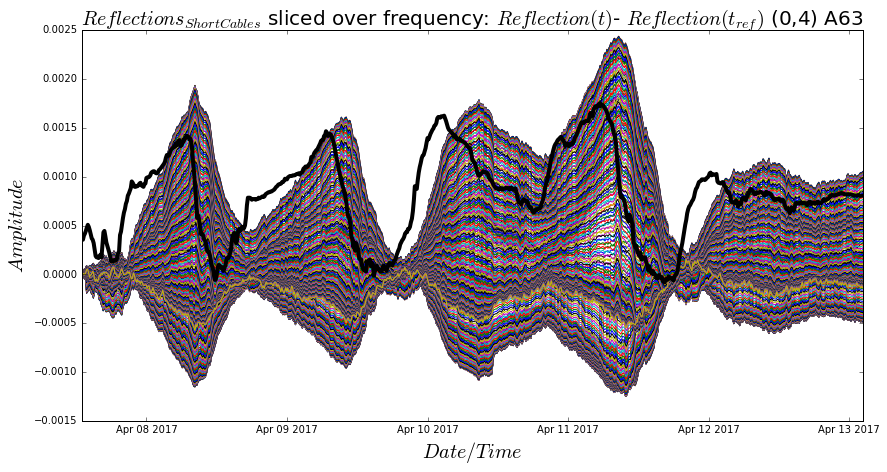 Reflections_ShortCables sliced over frequency: Reflection(t)- Reflection(t_ref) (0,4) A63
0.0025
0.0020
0.0015
0.0010
0.0005
0.0000
−0.0005
−0.0010
−0.0015
Amplitude
Apr 08 2017 Apr 09 2017 Apr 10 2017 Apr 11 2017 Apr 12 2017 Apr 13 2017
Date/Time